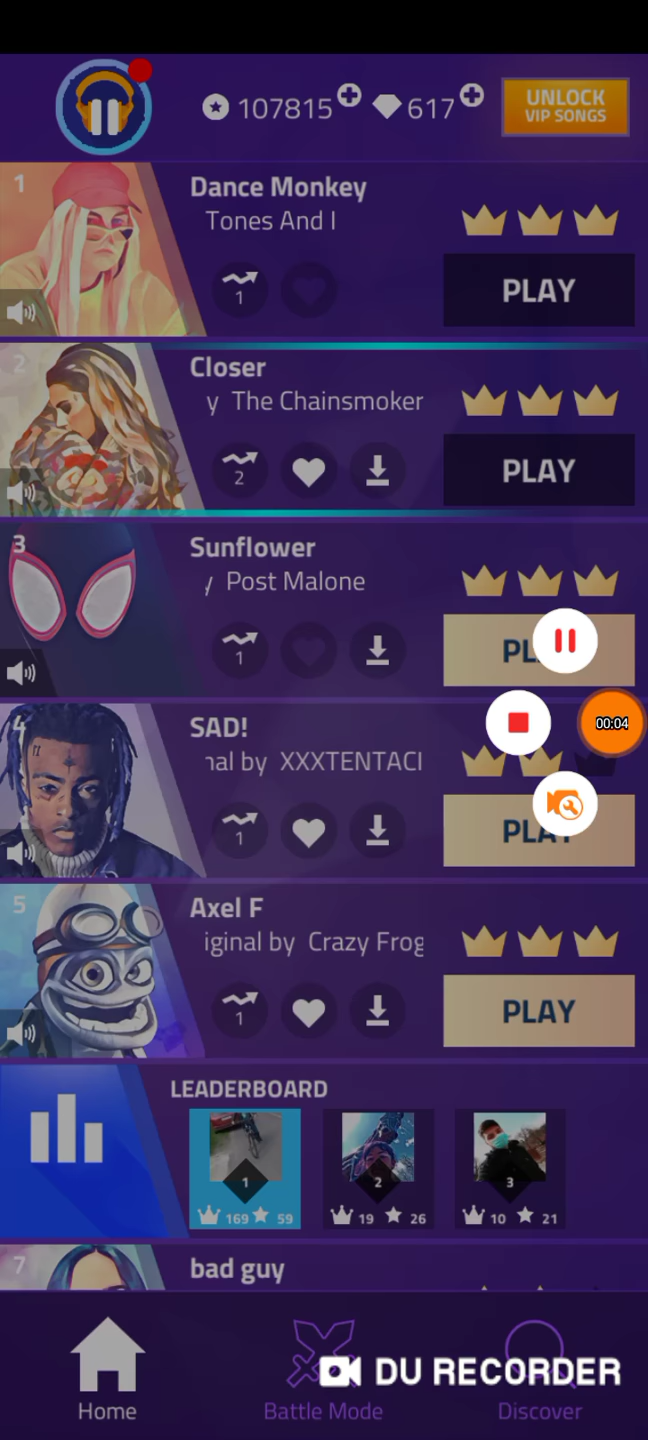 107815
617
UNLOCK
VIP SONGS
1
Dance Monkey
Tones And I
1
PLAY
2
Closer
y The Chainsmoker
2
PLAY
3
Sunflower
y Post Malone
1
PL
00:04
4
SAD!
nal by XXXTENTACI
1
PLAY
5
Axel F
iginal by Crazy Frog
1
PLAY
LEADERBOARD
1
2
3
169 59
19 26
10 21
7
bad guy
DU RECORDER
Home
Battle Mode
Discover